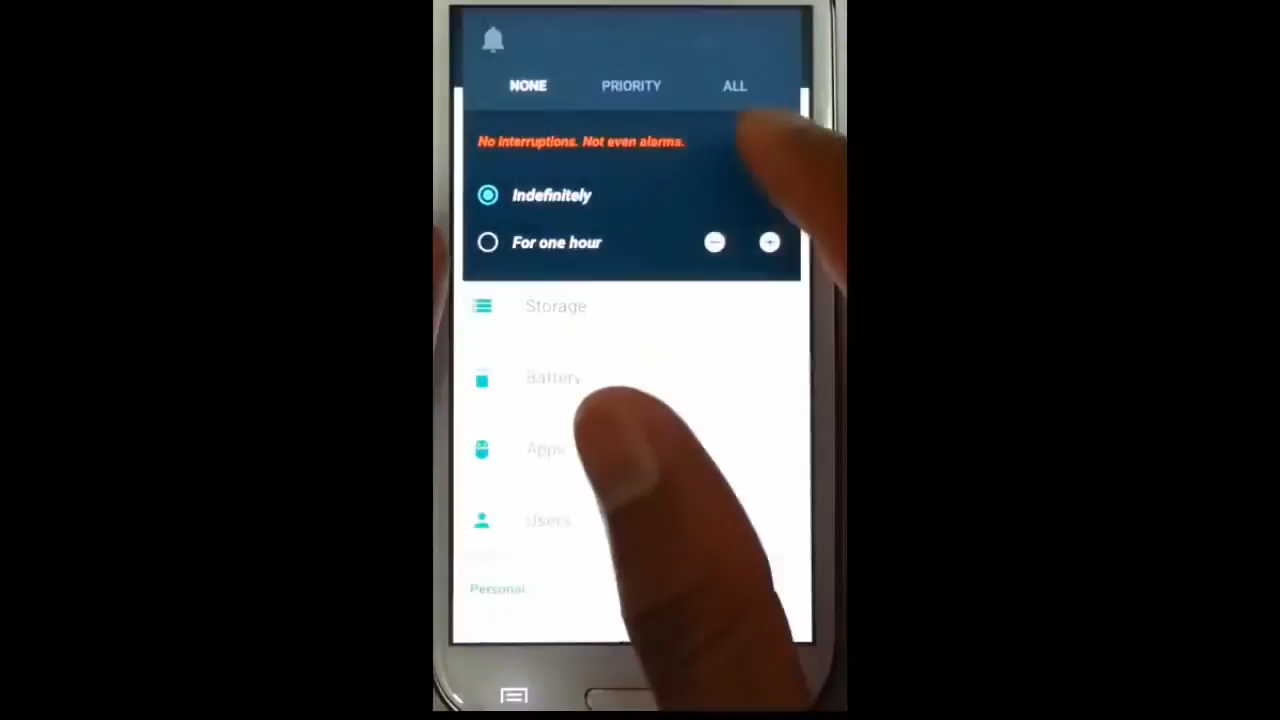 NONE PRIORITY ALL
No interruptions. Not even alarms.
Indefinitely
For one hour
Storage
Battery
Apps
Users
Personal